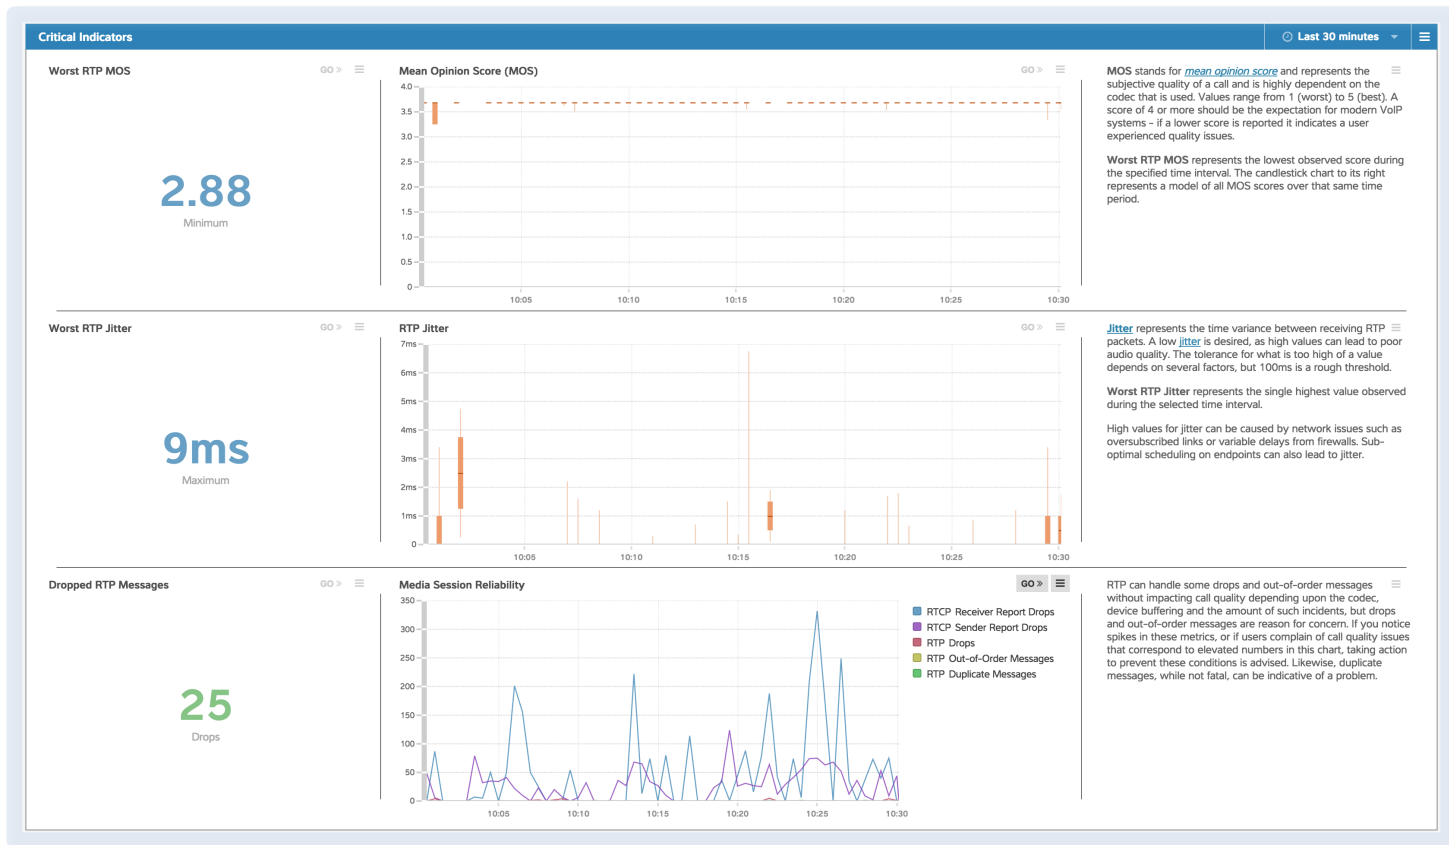 Critical Indicators
Last 30 minutes
Worst RTP MOS
GO »
2.88
Minimum
Mean Opinion Score (MOS)
GO »
4.0
3.5
3.0
2.5
2.0
1.5
1.0
0.5
0
10:05 10:10 10:15 10:20 10:25 10:30
MOS stands for mean opinion score and represents the
subjective quality of a call and is highly dependent on the
codec that is used. Values range from 1 (worst) to 5 (best). A
score of 4 or more should be the expectation for modern VoIP
systems - if a lower score is reported it indicates a user
experienced quality issues.
Worst RTP MOS represents the lowest observed score during
the specified time interval. The candlestick chart to its right
represents a model of all MOS scores over that same time
period.
Worst RTP Jitter
GO »
9ms
Maximum
RTP Jitter
GO »
7ms
6ms
5ms
4ms
3ms
2ms
1ms
0
10:05 10:10 10:15 10:20 10:25 10:30
Jitter represents the time variance between receiving RTP
packets. A low jitter is desired, as high values can lead to poor
audio quality. The tolerance for what is too high of a value
depends on several factors, but 100ms is a rough threshold.
Worst RTP Jitter represents the single highest value observed
during the selected time interval.
High values for jitter can be caused by network issues such as
oversubscribed links or variable delays from firewalls. Sub-
optimal scheduling on endpoints can also lead to jitter.
Dropped RTP Messages
GO »
25
Drops
Media Session Reliability
GO »
350
300
250
200
150
100
50
0
10:05 10:10 10:15 10:20 10:25 10:30
RTCP Receiver Report Drops
RTCP Sender Report Drops
RTP Drops
RTP Out-of-Order Messages
RTP Duplicate Messages
RTP can handle some drops and out-of-order messages
without impacting call quality depending upon the codec,
device buffering and the amount of such incidents, but drops
and out-of-order messages are reason for concern. If you notice
spikes in these metrics, or if users complain of call quality issues
that correspond to elevated numbers in this chart, taking action
to prevent these conditions is advised. Likewise, duplicate
messages, while not fatal, can be indicative of a problem.